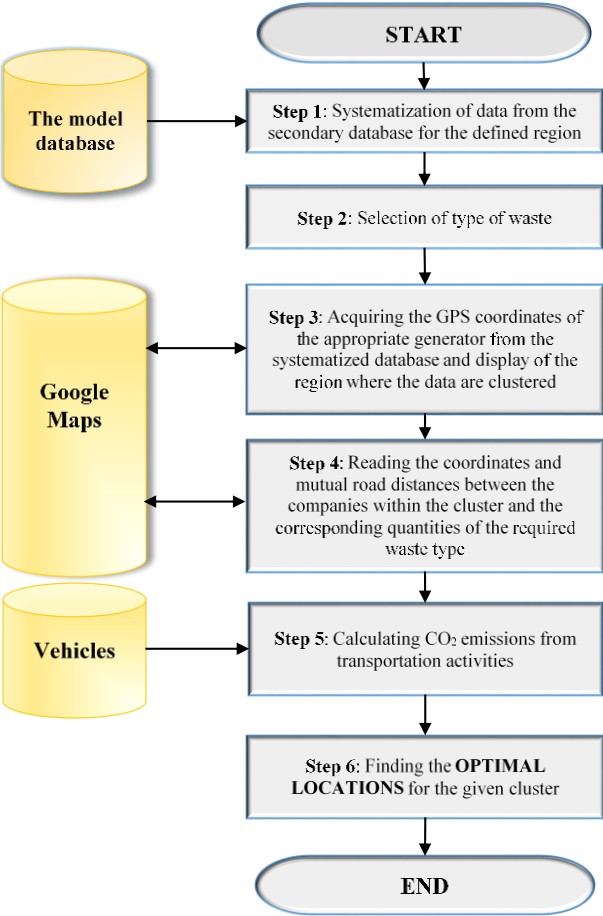 START
The model
database
Step 1: Systematization of data from the
secondary database for the defined region
Step 2: Selection of type of waste
Google
Maps
Step 3: Acquiring the GPS coordinates of
the appropriate generator from the
systematized database and display of the
region where the data are clustered
Step 4: Reading the coordinates and
mutual road distances between the
companies within the cluster and the
corresponding quantities of the required
waste type
Vehicles
Step 5: Calculating CO₂ emissions from
transportation activities
Step 6: Finding the OPTIMAL
LOCATIONS for the given cluster
END